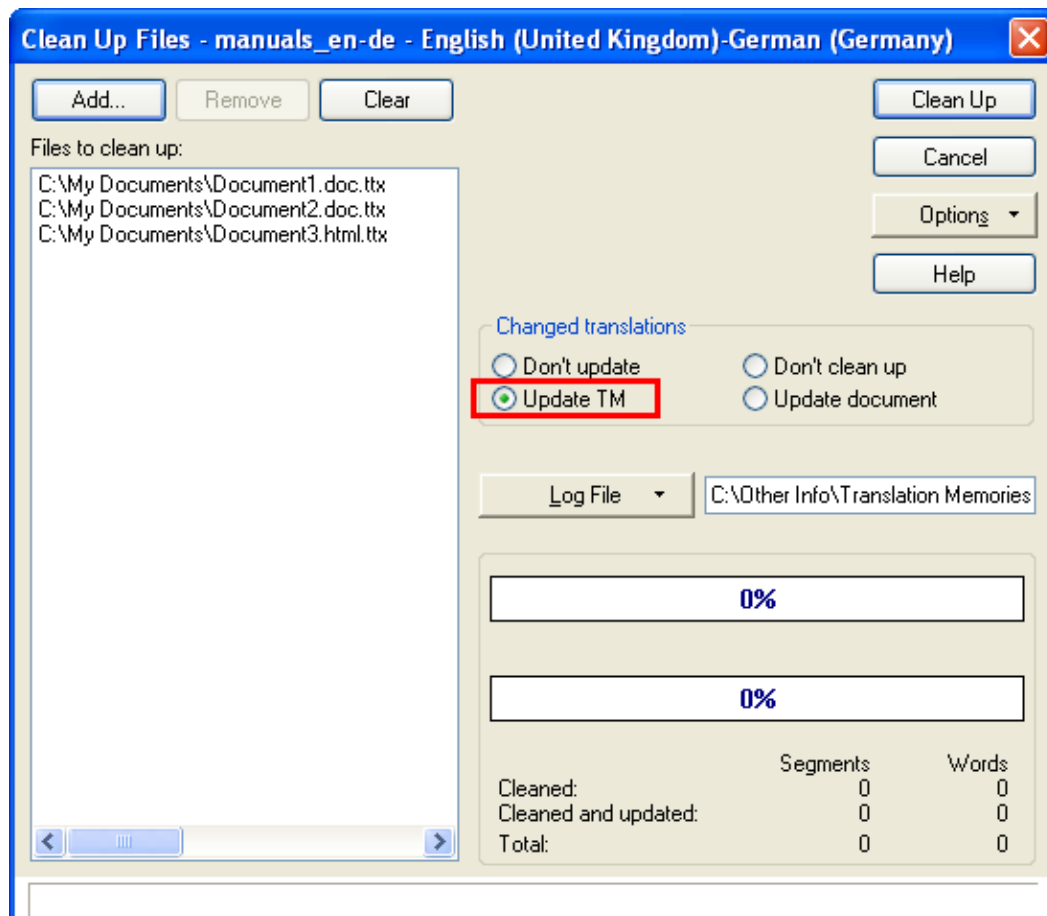 Clean Up Files - manuals_en-de - English (United Kingdom)-German (Germany)
Add... Remove Clear Clean Up
Files to clean up:
Cancel
C:\My Documents\Document1.doc.ttx
C:\My Documents\Document2.doc.ttx
C:\My Documents\Document3.html.ttx
Options
Help
Changed translations
Don't update Don't clean up
Update TM Update document
Log File C:\Other Info\Translation Memories
0%
0%
Segments Words
Cleaned: 0 0
Cleaned and updated: 0 0
Total: 0 0